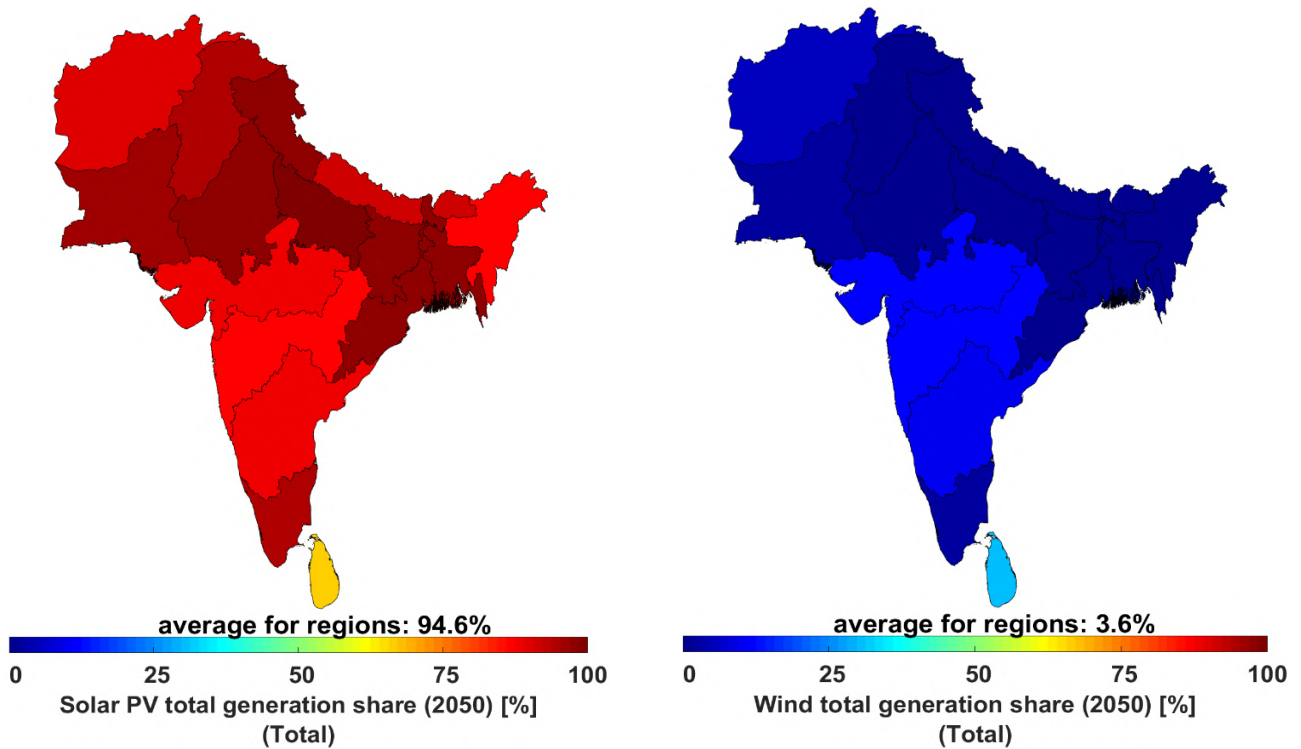 average for regions: 94.6%
0 25 50 75 100
Solar PV total generation share (2050) [%]
(Total)
average for regions: 3.6%
0 25 50 75 100
Wind total generation share (2050) [%]
(Total)